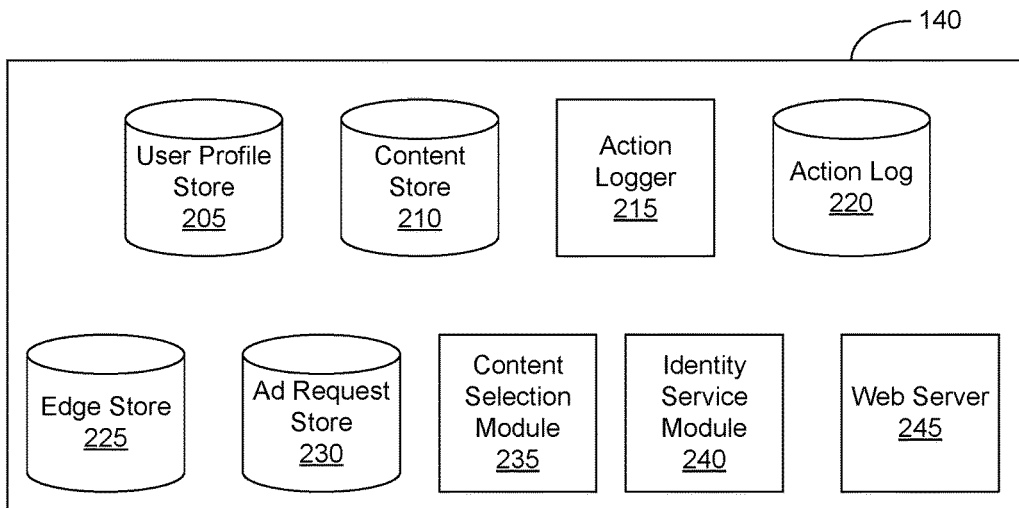 140
User Profile
Store
205
Content
Store
210
Action
Logger
215
Action Log
220
Edge Store
225
Ad Request
Store
230
Content
Selection
Module
235
Identity
Service
Module
240
Web Server
245